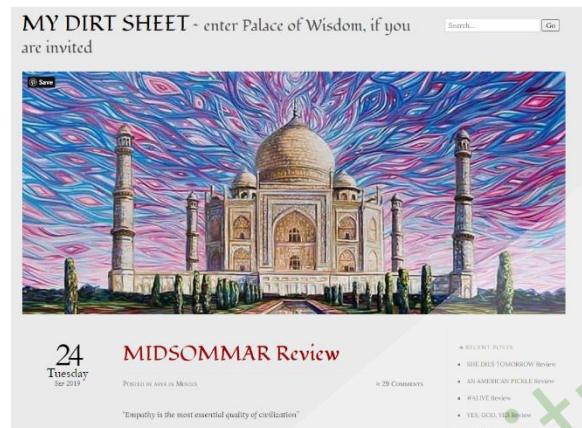 MY DIRT SHEET ~ enter Palace of Wisdom, if you
are invited
Search...
Go
Save
24
Tuesday
SEP 2019
MIDSOMMAR Review
POSTED BY ARYA IN MOVIES
≈ 29 COMMENTS
"Empathy is the most essential quality of civilization"
RECENT POSTS
SHE DIES TOMORROW Review
AN AMERICAN PICKLE Review
#ALIVE Review
YES, GOD, YES Review